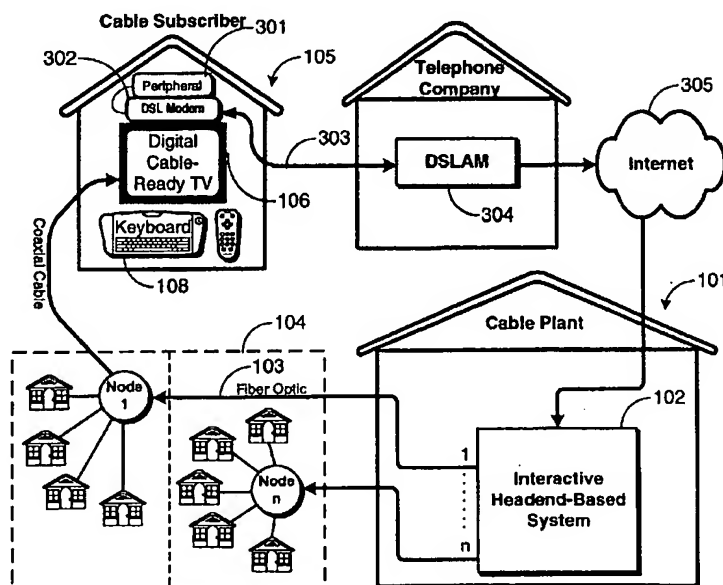 Cable Subscriber
301
302
105
Peripheral
DSL Modem
Digital
Cable-
Ready TV
106
Keyboard
108
303
Telephone
Company
DSLAM
304
305
Internet
Coaxial Cable
101
Cable Plant
104
103
Fiber Optic
Node
1
Node
n
102
1
n
Interactive
Headend-Based
System